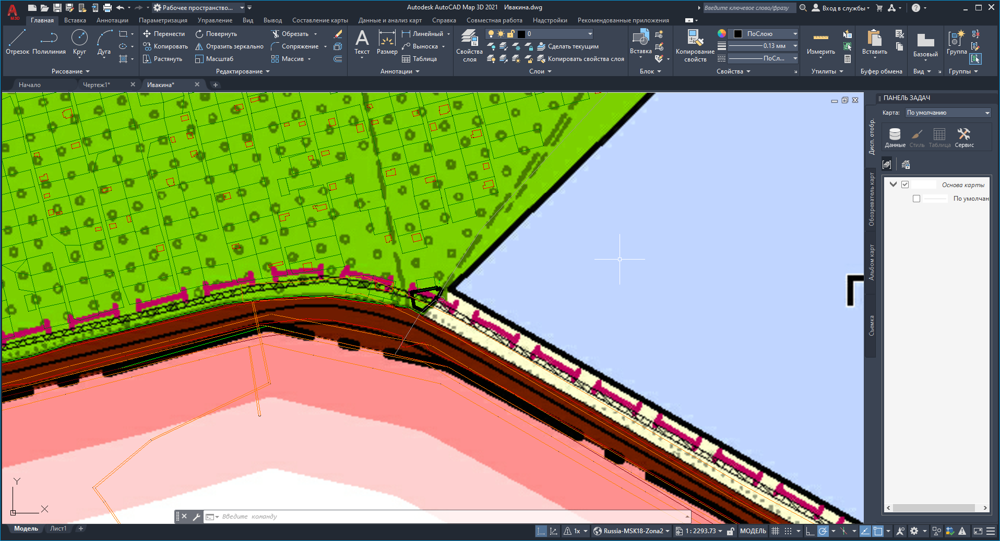 M3D
Рабочее пространство...
Autodesk AutoCAD Map 3D 2021 Ивакина.dwg
Введите ключевое слово/фразу
Вход в службы
Главная Вставка Аннотации Параметризация Управление Вид Вывод Составление карты Данные и анализ карт Справка Совместная работа Надстройки Рекомендованные приложения
Отрезок Полилиния Круг Дуга
Перенести Повернуть Обрезать
Копировать Отразить зеркально Сопряжение
Растянуть Масштаб Массив
Текст Размер
Линейный
Выноска
Таблица
Свойства слоя
0
Сделать текущим
Копировать свойства слоя
Вставка
Копирование свойств
ПоСлою
0.13 мм
ПоСл...
Измерить
Вставить
Базовый
Группа
Рисование Редактирование Аннотации Слои Блок Свойства Утилиты Буфер обмена Вид Группы
Начало Чертеж1* Ивакина*
ПАНЕЛЬ ЗАДАЧ
Карта: По умолчанию
Данные Стиль Таблица Сервис
Дисп. отобр.
Обозреватель карт
Альбом карт
Съемка
Основа карты
По умолчан
Y
X
Введите команду
Модель Лист1
1x Russia-MSK18-Zona2 1 : 2293.73 МОДЕЛЬ